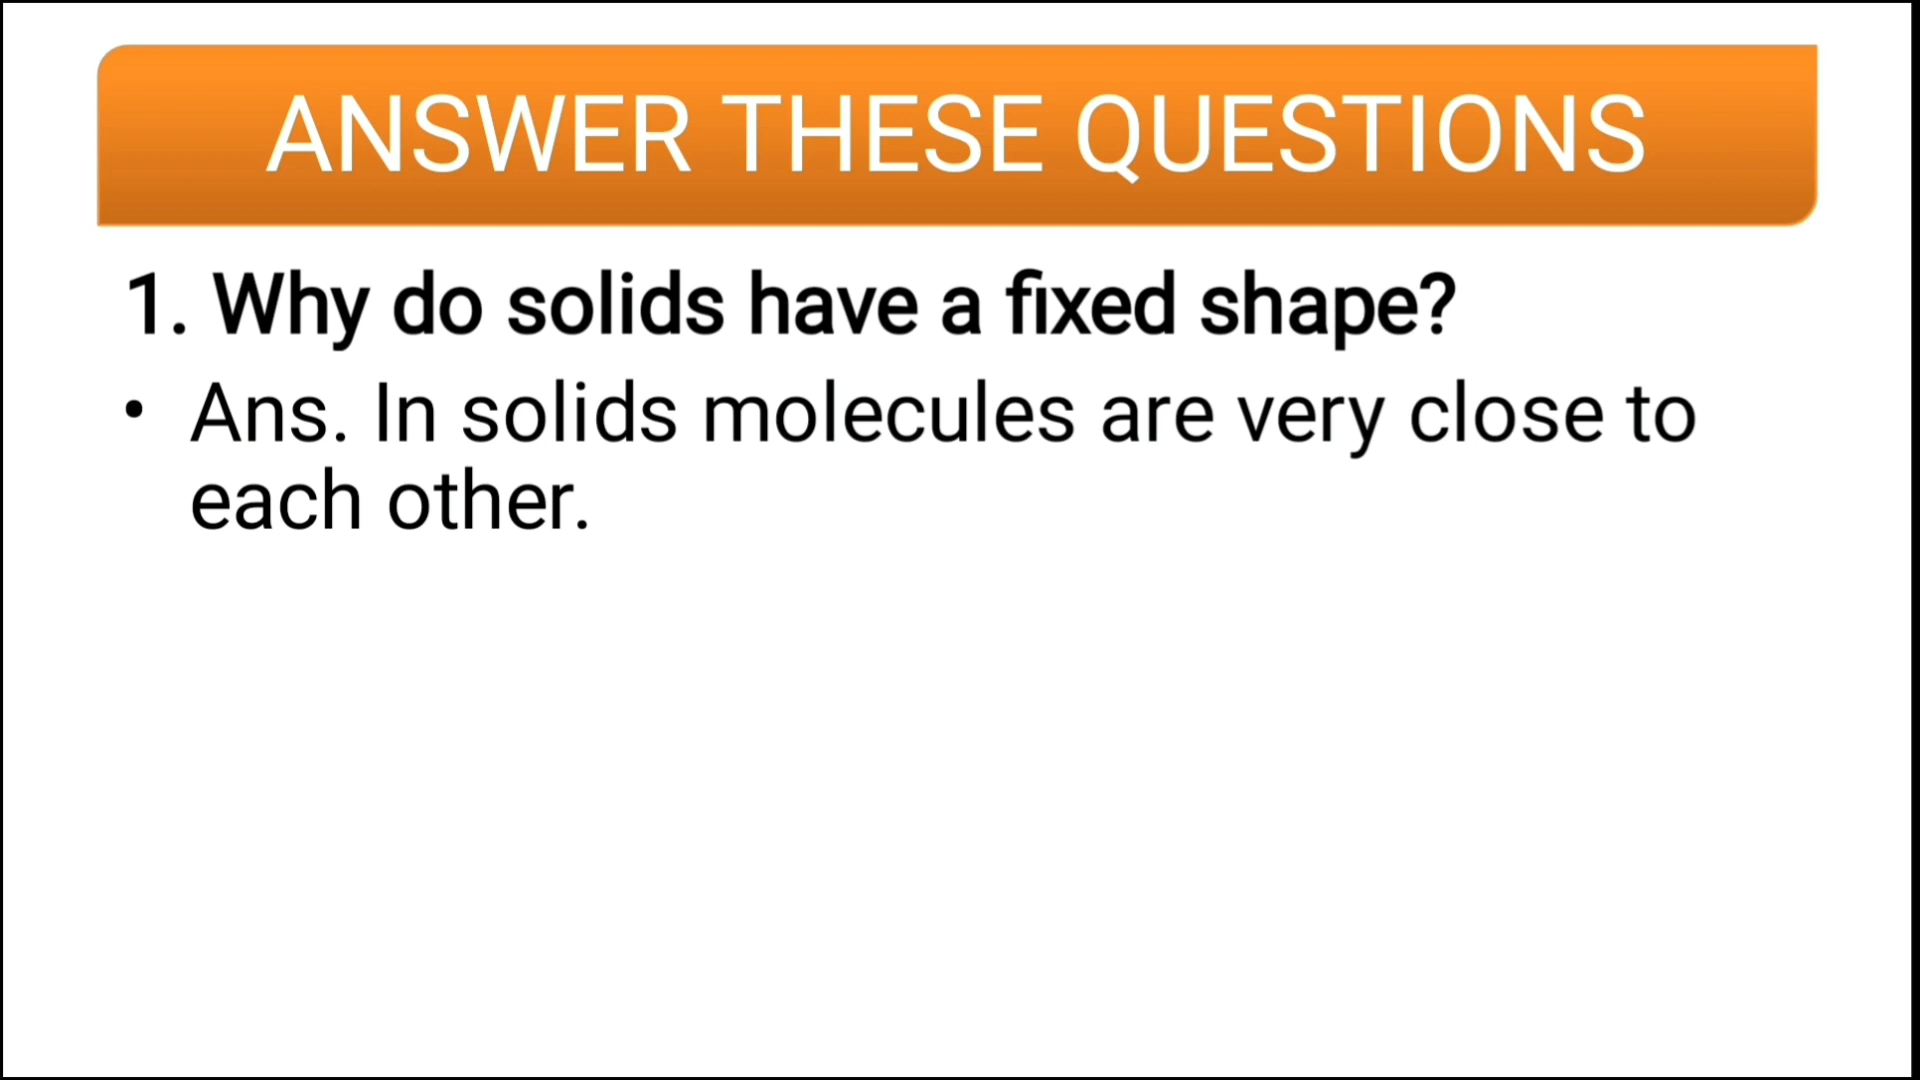 ANSWER THESE QUESTIONS
1. Why do solids have a fixed shape?
• Ans. In solids molecules are very close to
each other.